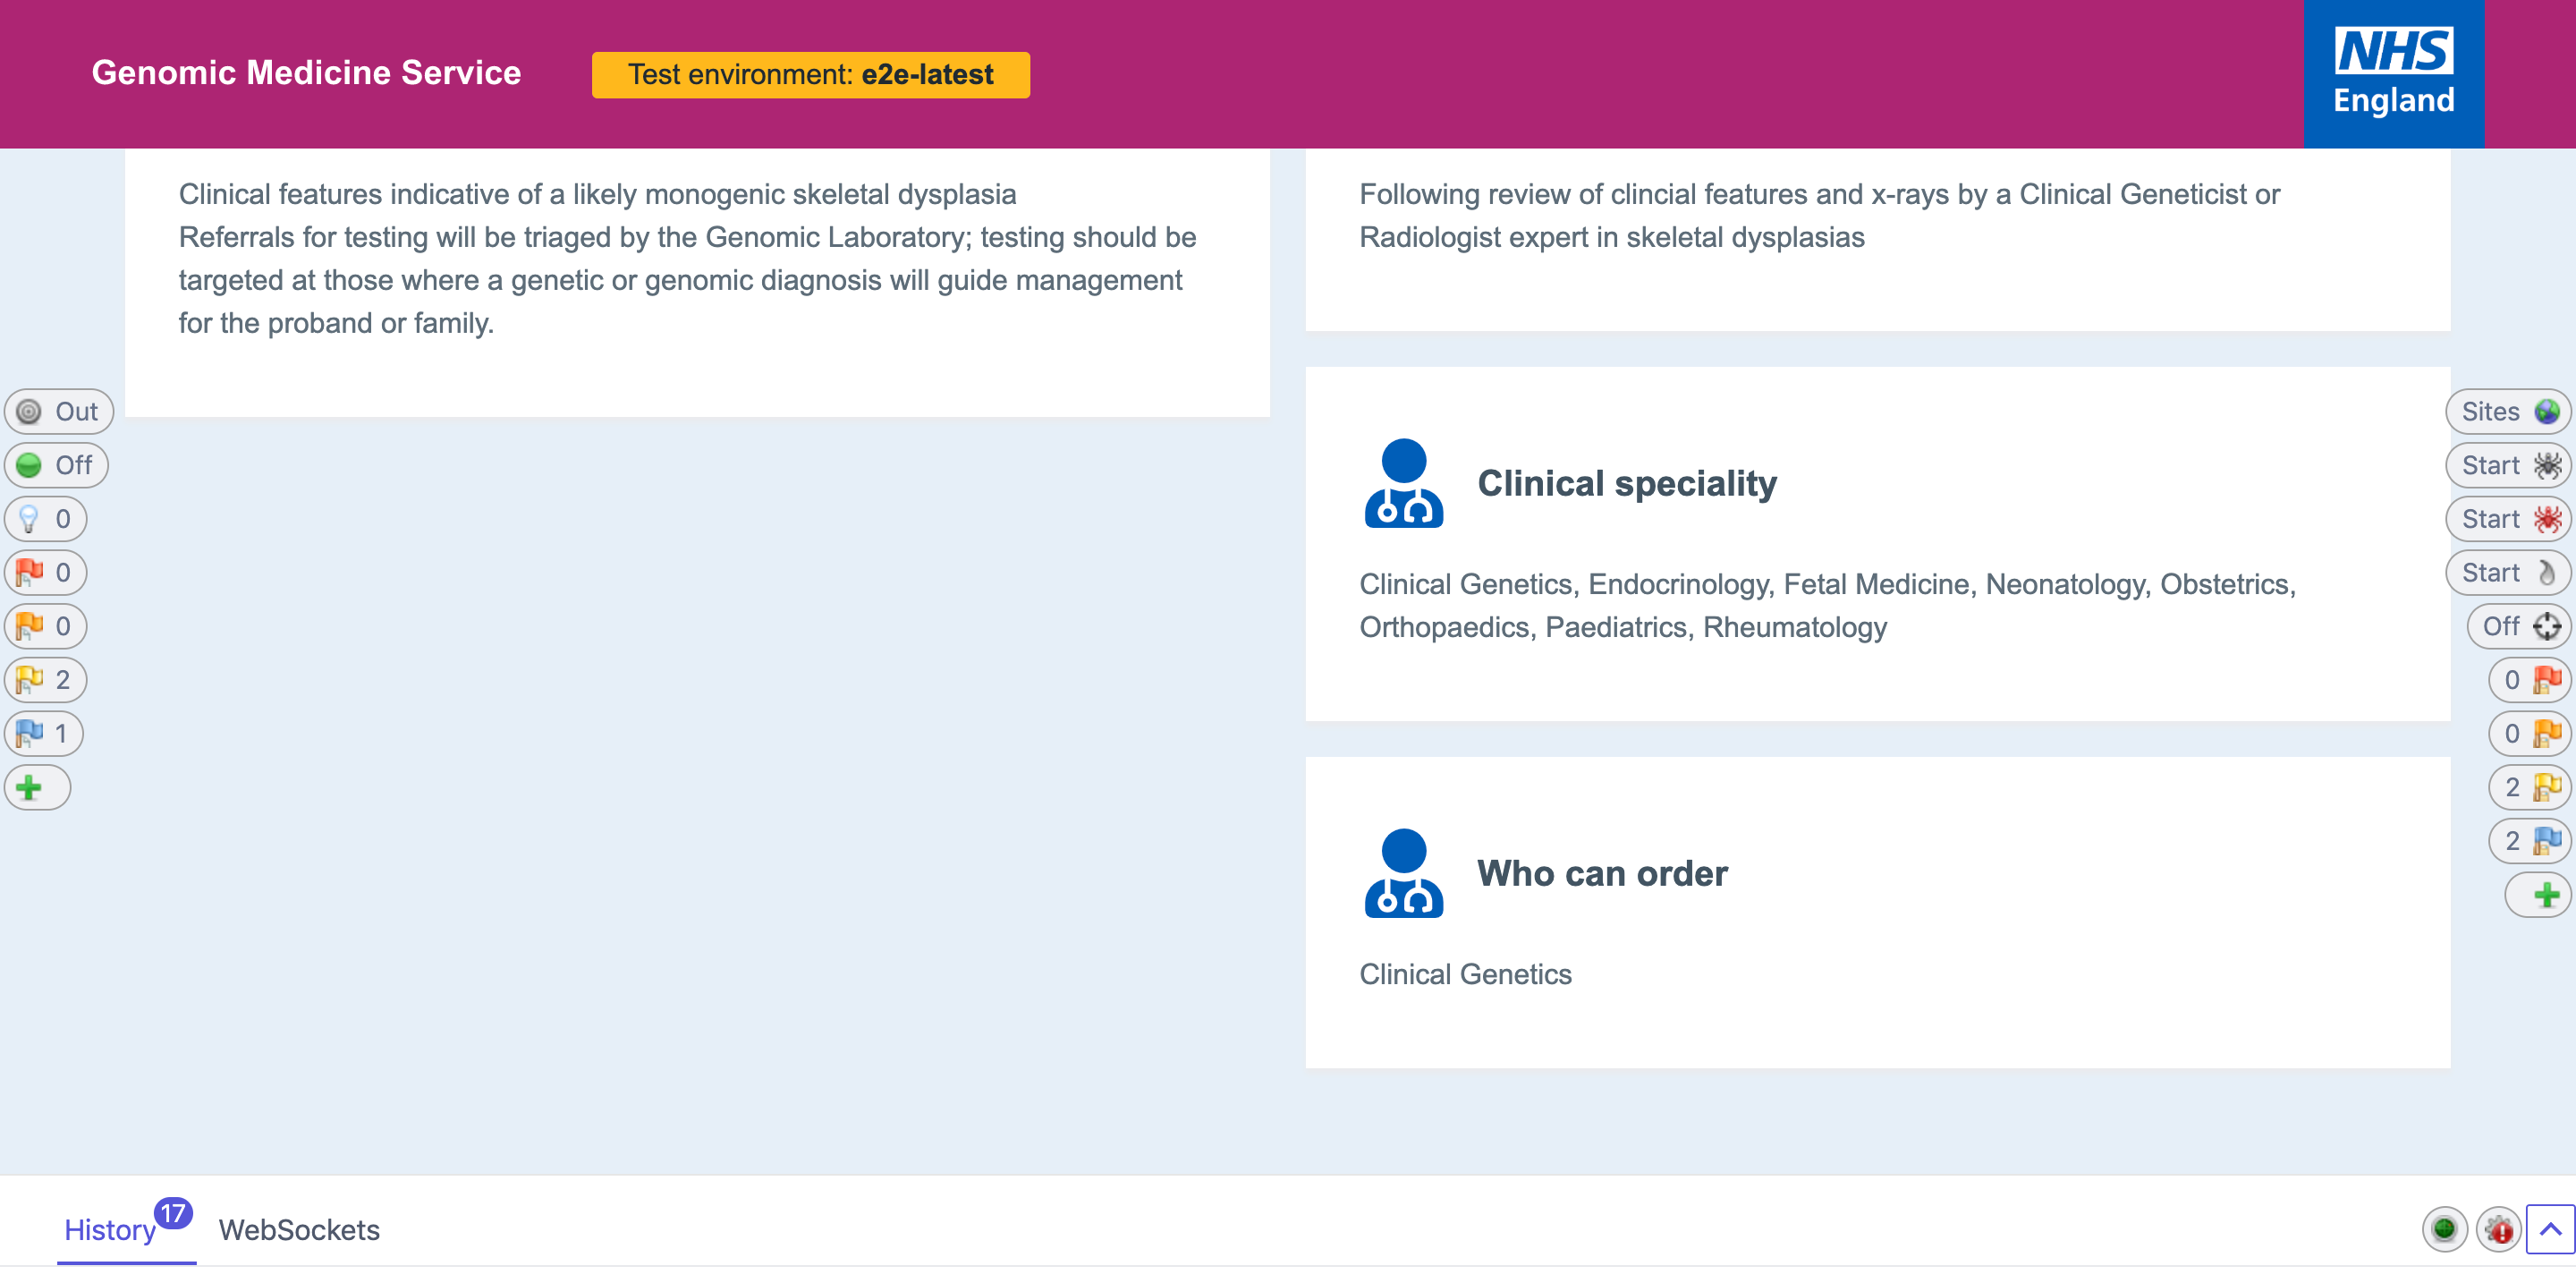 Genomic Medicine Service
Test environment: e2e-latest
NHS
England
Clinical features indicative of a likely monogenic skeletal dysplasia
Referrals for testing will be triaged by the Genomic Laboratory; testing should be
targeted at those where a genetic or genomic diagnosis will guide management
for the proband or family.
Following review of clincial features and x-rays by a Clinical Geneticist or
Radiologist expert in skeletal dysplasias
Clinical speciality
Clinical Genetics, Endocrinology, Fetal Medicine, Neonatology, Obstetrics,
Orthopaedics, Paediatrics, Rheumatology
Who can order
Clinical Genetics
Out
Off
0
0
0
2
1
Sites
Start
Start
Start
Off
0
0
2
2
History 17
WebSockets